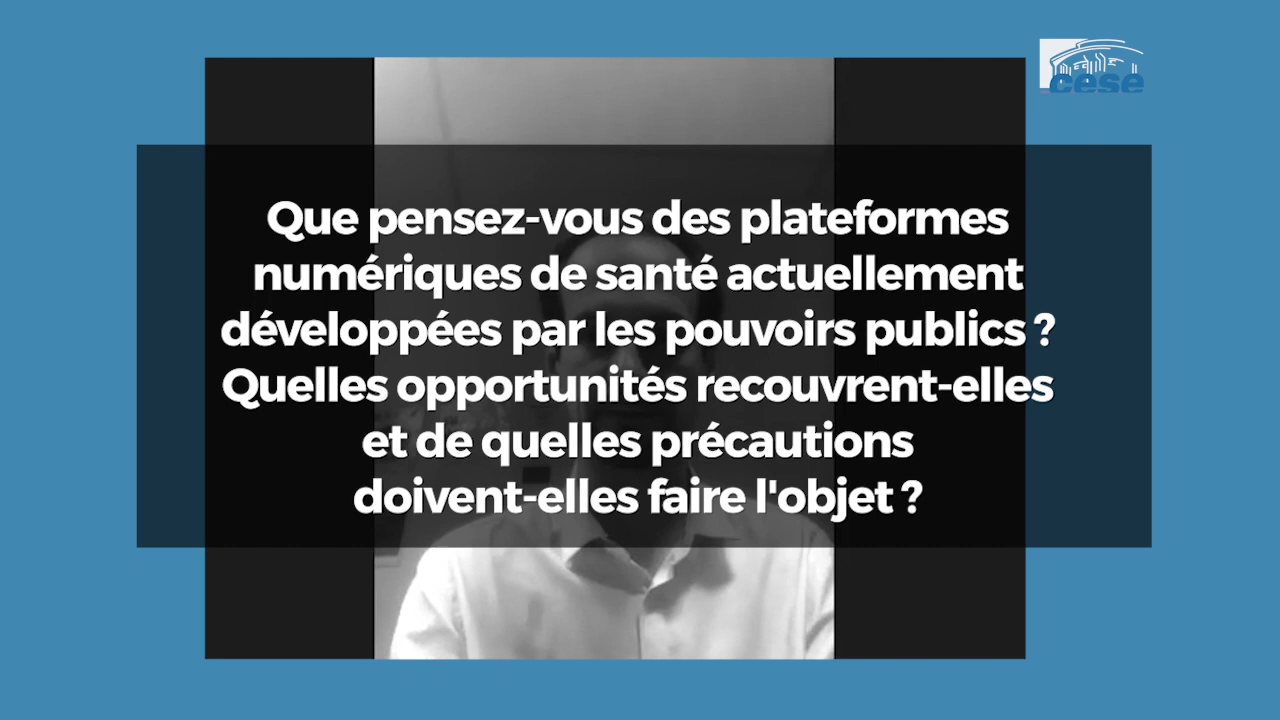 cese
Que pensez-vous des plateformes
numériques de santé actuellement
développées par les pouvoirs publics ?
Quelles opportunités recouvrent-elles
et de quelles précautions
doivent-elles faire l'objet ?